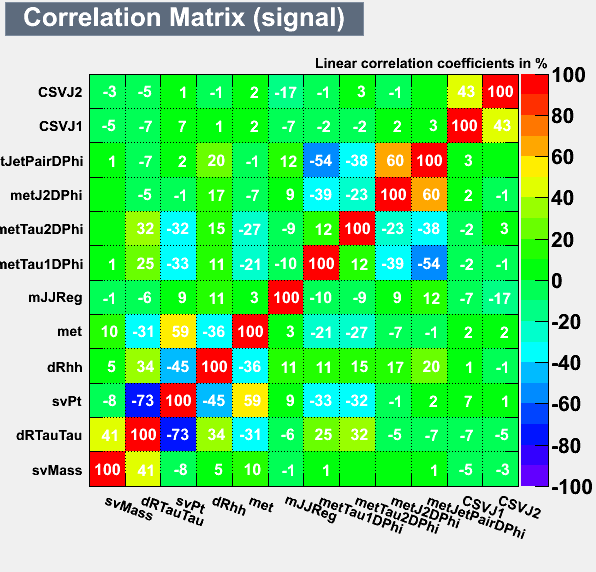 Correlation Matrix (signal)
Linear correlation coefficients in %
CSVJ2 -3 -5 1 -1 2 -17 -1 3 -1 43 100
CSVJ1 -5 -7 7 1 2 -7 -2 -2 2 3 100 43
tJetPairDPhi 1 -7 2 20 -1 12 -54 -38 60 100 3
metJ2DPhi -5 -1 17 -7 9 -39 -23 100 60 2 -1
metTau2DPhi 32 -32 15 -27 -9 12 100 -23 -38 -2 3
metTau1DPhi 1 25 -33 11 -21 -10 100 12 -39 -54 -2 -1
mJJReg -1 -6 9 11 3 100 -10 -9 9 12 -7 -17
met 10 -31 59 -36 100 3 -21 -27 -7 -1 2 2
dRhh 5 34 -45 100 -36 11 11 15 17 20 1 -1
svPt -8 -73 100 -45 59 9 -33 -32 -1 2 7 1
dRTauTau 41 100 -73 34 -31 -6 25 32 -5 -7 -7 -5
svMass 100 41 -8 5 10 -1 1 1 -5 -3
svMass dRTauTau svPt dRhh met mJJReg metTau1DPhi metTau2DPhi metJ2DPhi metJetPairDPhi CSVJ1 CSVJ2
100
80
60
40
20
0
-20
-40
-60
-80
-100